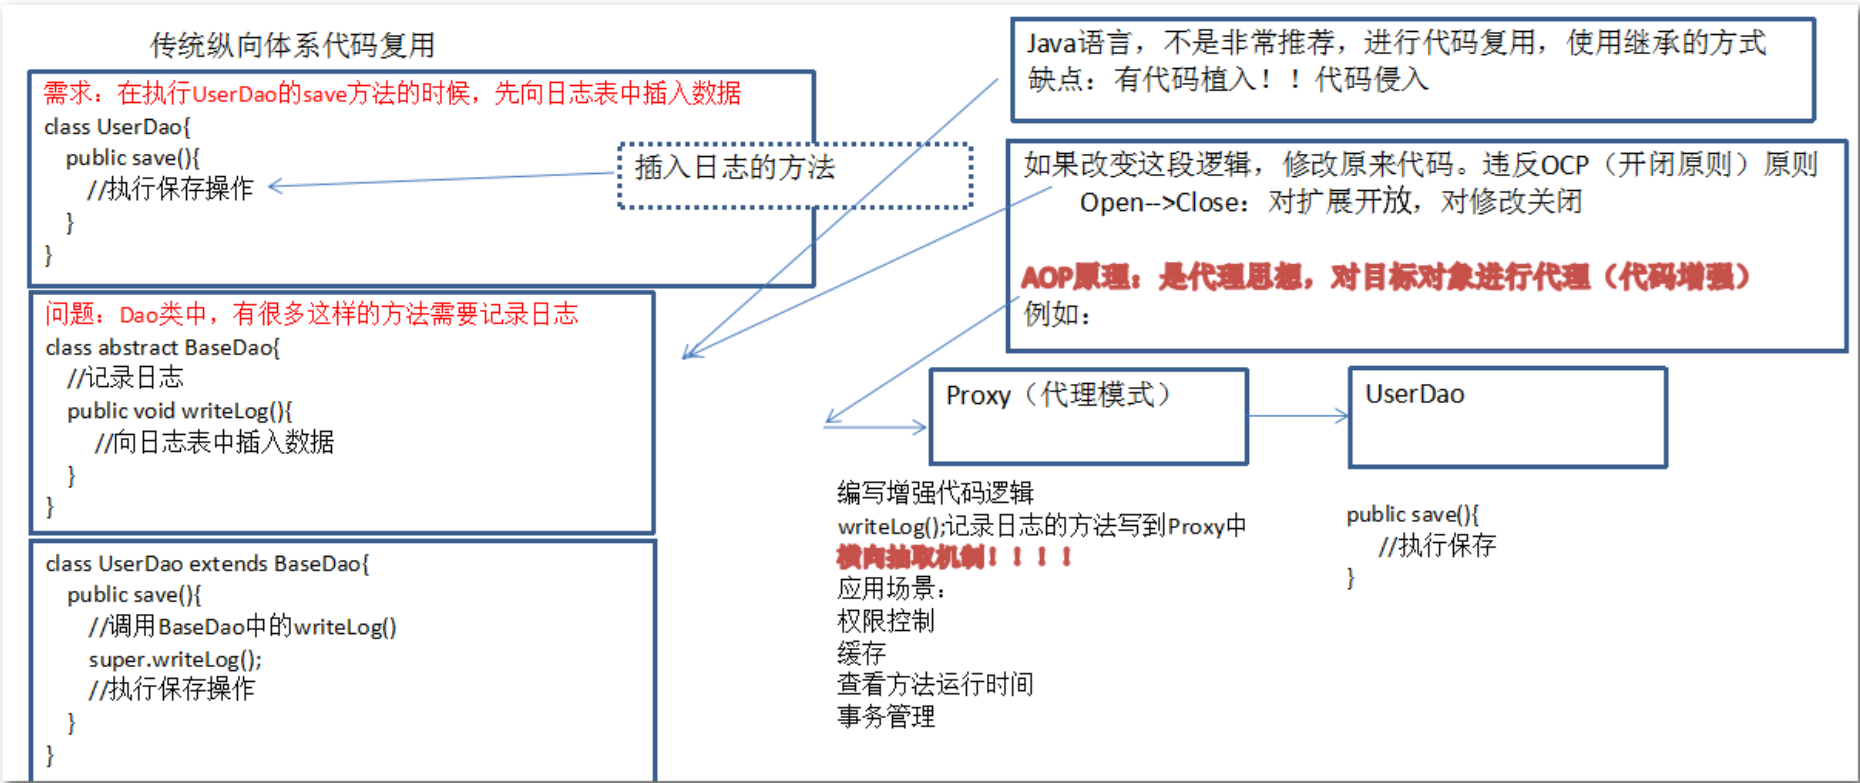 传统纵向体系代码复用
需求：在执行UserDao的save方法的时候，先向日志表中插入数据
class UserDao{
public save(){
//执行保存操作
}
}
插入日志的方法
问题：Dao类中，有很多这样的方法需要记录日志
class abstract BaseDao{
//记录日志
public void writeLog(){
//向日志表中插入数据
}
}
class UserDao extends BaseDao{
public save(){
//调用BaseDao中的writeLog()
super.writeLog();
//执行保存操作
}
}
Java语言，不是非常推荐，进行代码复用，使用继承的方式
缺点：有代码植入！！代码侵入
如果改变这段逻辑，修改原来代码。违反OCP（开闭原则）原则
Open-->Close：对扩展开放，对修改关闭
AOP原理：是代理思想，对目标对象进行代理（代码增强）
例如：
Proxy（代理模式）
UserDao
编写增强代码逻辑
writeLog();记录日志的方法写到Proxy中
横向抽取机制！！！！
应用场景：
权限控制
缓存
查看方法运行时间
事务管理
public save(){
//执行保存
}